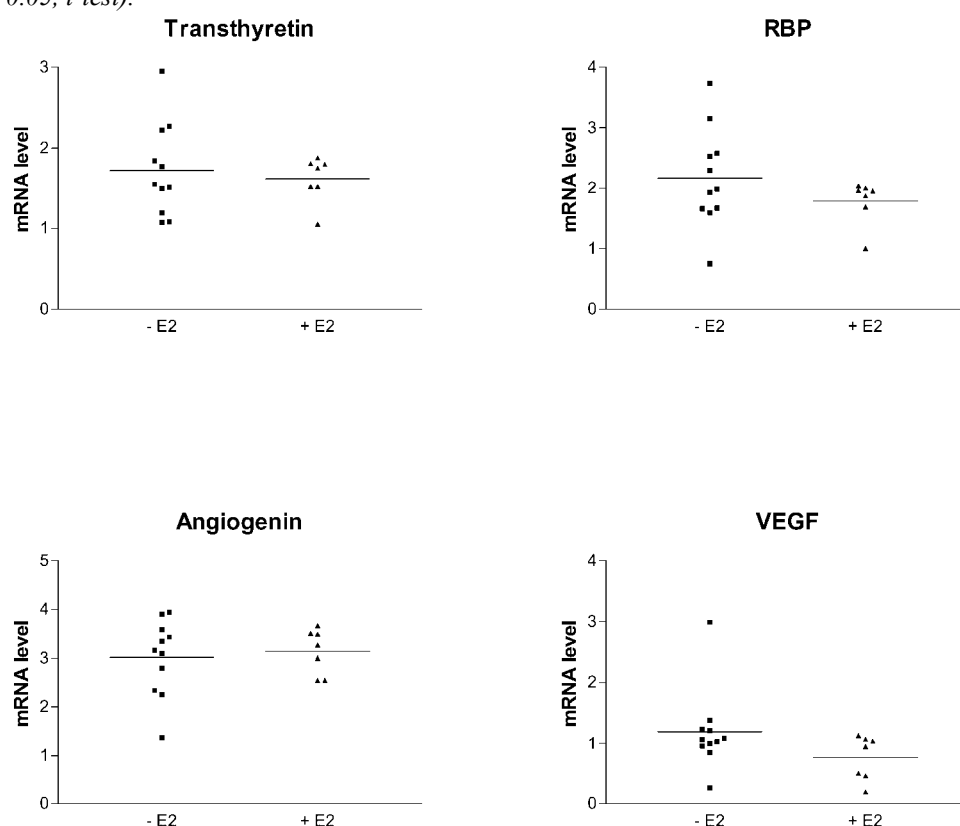 0.05, t-test).
Transthyretin
mRNA level
3
2
1
0
- E2
+ E2
RBP
mRNA level
4
3
2
1
0
- E2
+ E2
Angiogenin
mRNA level
5
4
3
2
1
0
- E2
+ E2
VEGF
mRNA level
4
3
2
1
0
- E2
+ E2